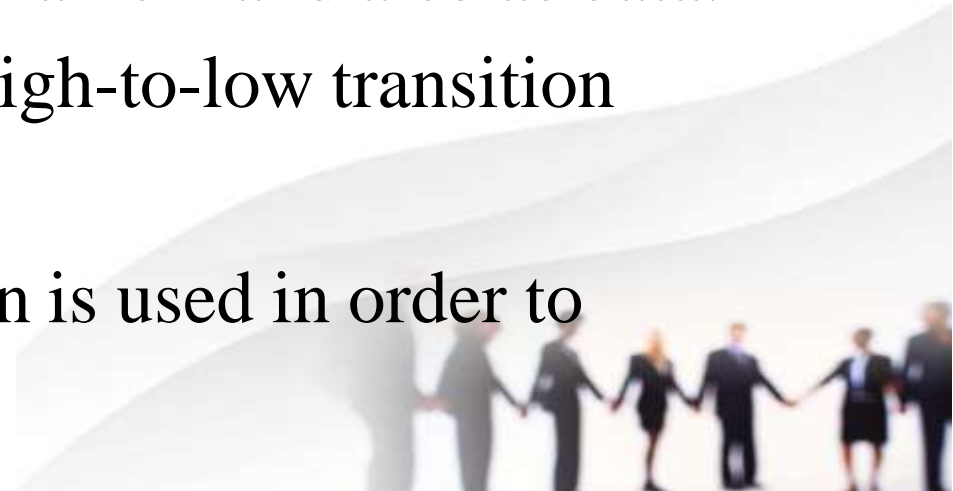 igh-to-low transition
n is used in order to